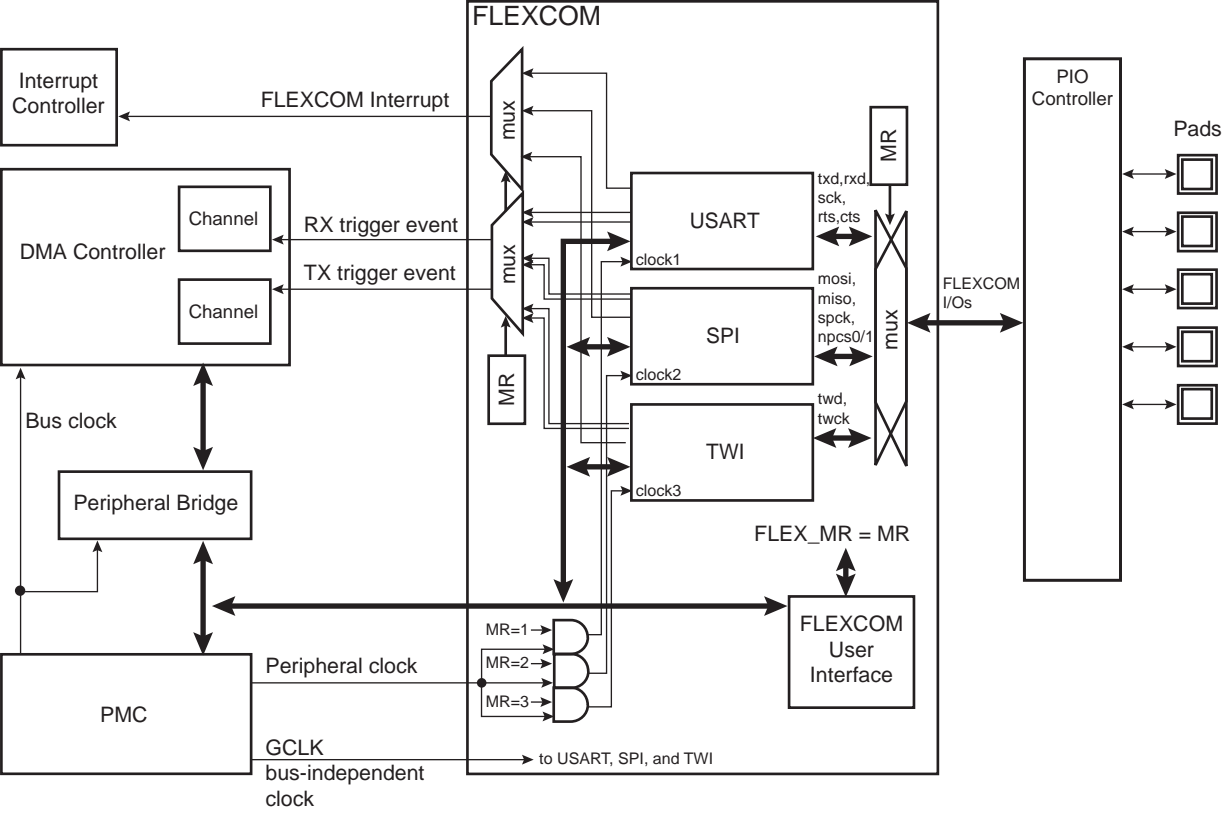 FLEXCOM
Interrupt
Controller
FLEXCOM Interrupt
mux
PIO
Controller
Pads
MR
DMA Controller
Channel
Channel
RX trigger event
TX trigger event
mux
MR
USART
clock1
txd,rxd,
sck,
rts,cts
SPI
clock2
mosi,
miso,
spck,
npcs0/1
TWI
clock3
twd,
twck
mux
FLEXCOM
I/Os
Bus clock
Peripheral Bridge
FLEX_MR = MR
FLEXCOM
User
Interface
MR=1
MR=2
MR=3
Peripheral clock
PMC
GCLK
bus-independent
clock
to USART, SPI, and TWI